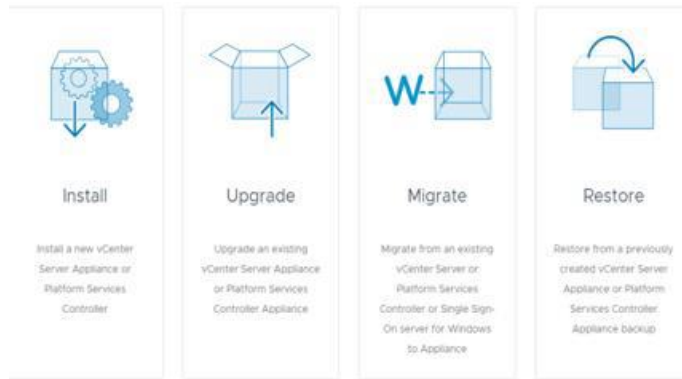 W
Install
Install a new vCenter
Server Appliance or
Platform Services
Controller
Upgrade
Upgrade an existing
vCenter Server Appliance
or Platform Services
Controller Appliance
Migrate
Migrate from an existing
vCenter Server or
Platform Services
Controller or Single Sign-
On server for Windows
to Appliance
Restore
Restore from a previously
created vCenter Server
Appliance or Platform
Services Controller
Appliance backup